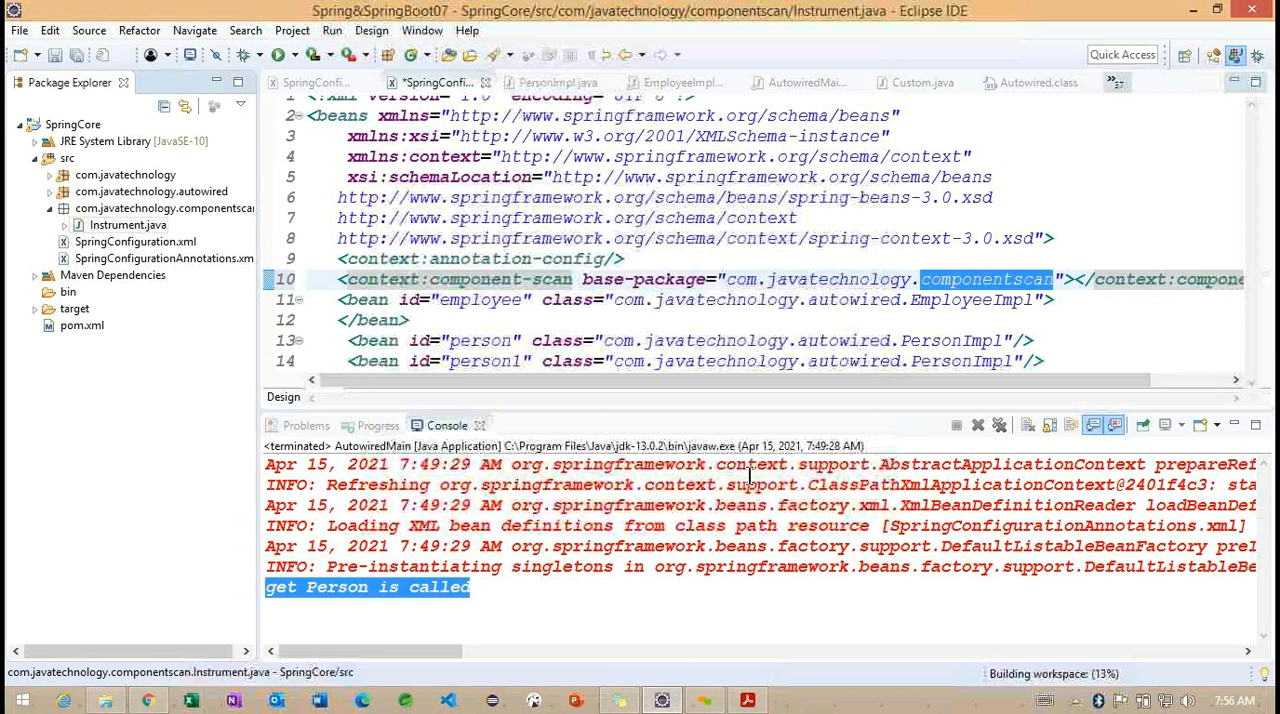 Spring&SpringBoot07 - SpringCore/src/com/javatechnology/componentscan/Instrument.java - Eclipse IDE
File Edit Source Refactor Navigate Search Project Run Design Window Help
Quick Access
Package Explorer
SpringConfi...
*SpringConfi...
PersonImpl.java
EmployeeImpl...
AutowiredMai...
Custom.java
Autowired.class
SpringCore
JRE System Library [JavaSE-10]
src
com.javatechnology
com.javatechnology.autowired
com.javatechnology.componentscan
Instrument.java
SpringConfiguration.xml
SpringConfigurationAnnotations.xm
Maven Dependencies
bin
target
pom.xml
2 <beans xmlns="http://www.springframework.org/schema/beans"
3 xmlns:xsi="http://www.w3.org/2001/XMLSchema-instance"
4 xmlns:context="http://www.springframework.org/schema/context"
5 xsi:schemaLocation="http://www.springframework.org/schema/beans
6 http://www.springframework.org/schema/beans/spring-beans-3.0.xsd
7 http://www.springframework.org/schema/context
8 http://www.springframework.org/schema/context/spring-context-3.0.xsd">
9 <context:annotation-config/>
10 <context:component-scan base-package="com.javatechnology.componentscan"></context:compone
11 <bean id="employee" class="com.javatechnology.autowired.EmployeeImpl">
12 </bean>
13 <bean id="person" class="com.javatechnology.autowired.PersonImpl"/>
14 <bean id="person1" class="com.javatechnology.autowired.PersonImpl"/>
Design
Problems Progress Console
<terminated> AutowiredMain [Java Application] C:\Program Files\Java\jdk-13.0.2\bin\javaw.exe (Apr 15, 2021, 7:49:28 AM)
Apr 15, 2021 7:49:29 AM org.springframework.context.support.AbstractApplicationContext prepareRef
INFO: Refreshing org.springframework.context.support.ClassPathXmlApplicationContext@2401f4c3: sta
Apr 15, 2021 7:49:29 AM org.springframework.beans.factory.xml.XmlBeanDefinitionReader loadBeanDef
INFO: Loading XML bean definitions from class path resource [SpringConfigurationAnnotations.xml]
Apr 15, 2021 7:49:29 AM org.springframework.beans.factory.support.DefaultListableBeanFactory preI
INFO: Pre-instantiating singletons in org.springframework.beans.factory.support.DefaultListableBe
get Person is called
com.javatechnology.componentscan.Instrument.java - SpringCore/src
Building workspace: (13%)
7:56 AM